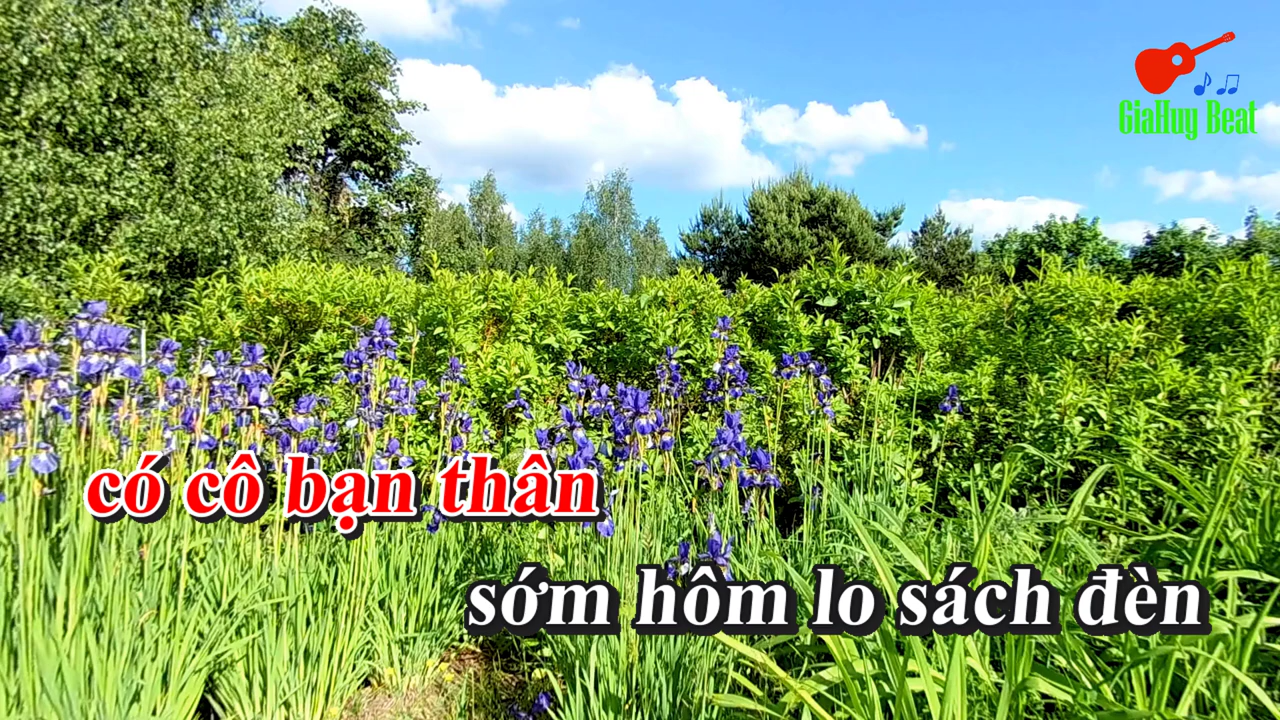 GiaHuy Beat
có cô bạn thân
sớm hôm lo sách đèn